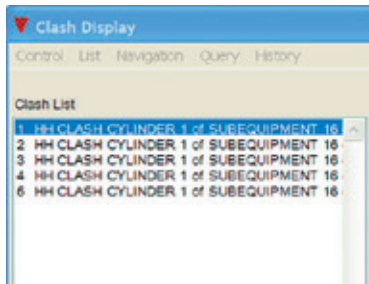 Clash Display
Control List Navigation Query History
Clash List
1 HH CLASH CYLINDER 1 of SUBEQUIPMENT 16
2 HH CLASH CYLINDER 1 of SUBEQUIPMENT 16
3 HH CLASH CYLINDER 1 of SUBEQUIPMENT 16
4 HH CLASH CYLINDER 1 of SUBEQUIPMENT 16
6 HH CLASH CYLINDER 1 of SUBEQUIPMENT 16